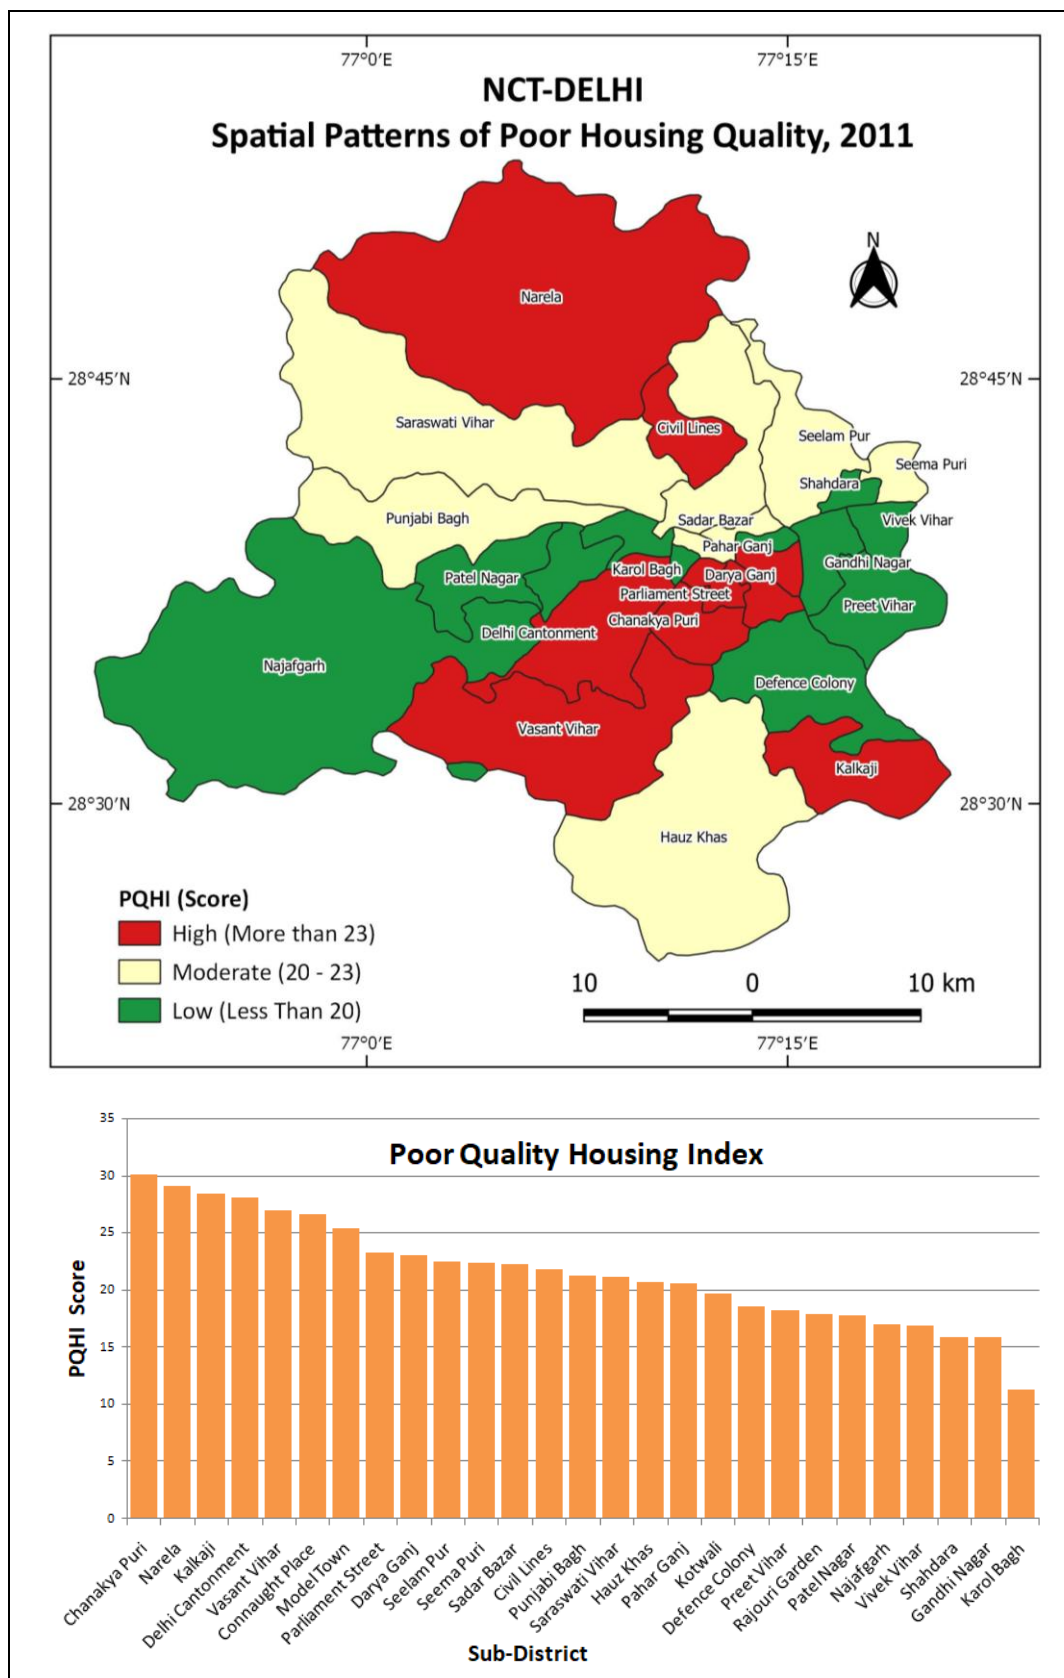 77°0'E
77°15'E
NCT-DELHI
Spatial Patterns of Poor Housing Quality, 2011
N
Narela
28°45'N
28°45'N
Saraswati Vihar
Civil Lines
Seelam Pur
Seema Puri
Shahdara
Punjabi Bagh
Sadar Bazar
Vivek Vihar
Pahar Ganj
Gandhi Nagar
Karol Bagh
Patel Nagar
Darya Ganj
Parliament Street
Preet Vihar
Chanakya Puri
Delhi Cantonment
Najafgarh
Defence Colony
Vasant Vihar
Kalkaji
28°30'N
28°30'N
Hauz Khas
PQHI (Score)
High (More than 23)
Moderate (20 - 23)
Low (Less Than 20)
10 0 10 km
77°0'E
77°15'E
Poor Quality Housing Index
PQHI Score
35
30
25
20
15
10
5
0
Chanakya Puri
Narela
Kalkaji
Delhi Cantonment
Vasant Vihar
Connaught Place
Model Town
Parliament Street
Darya Ganj
Seelam Pur
Seema Puri
Sadar Bazar
Civil Lines
Punjabi Bagh
Saraswati Vihar
Hauz Khas
Pahar Ganj
Kotwali
Defence Colony
Preet Vihar
Rajouri Garden
Patel Nagar
Najafgarh
Vivek Vihar
Shahdara
Gandhi Nagar
Karol Bagh
Sub-District